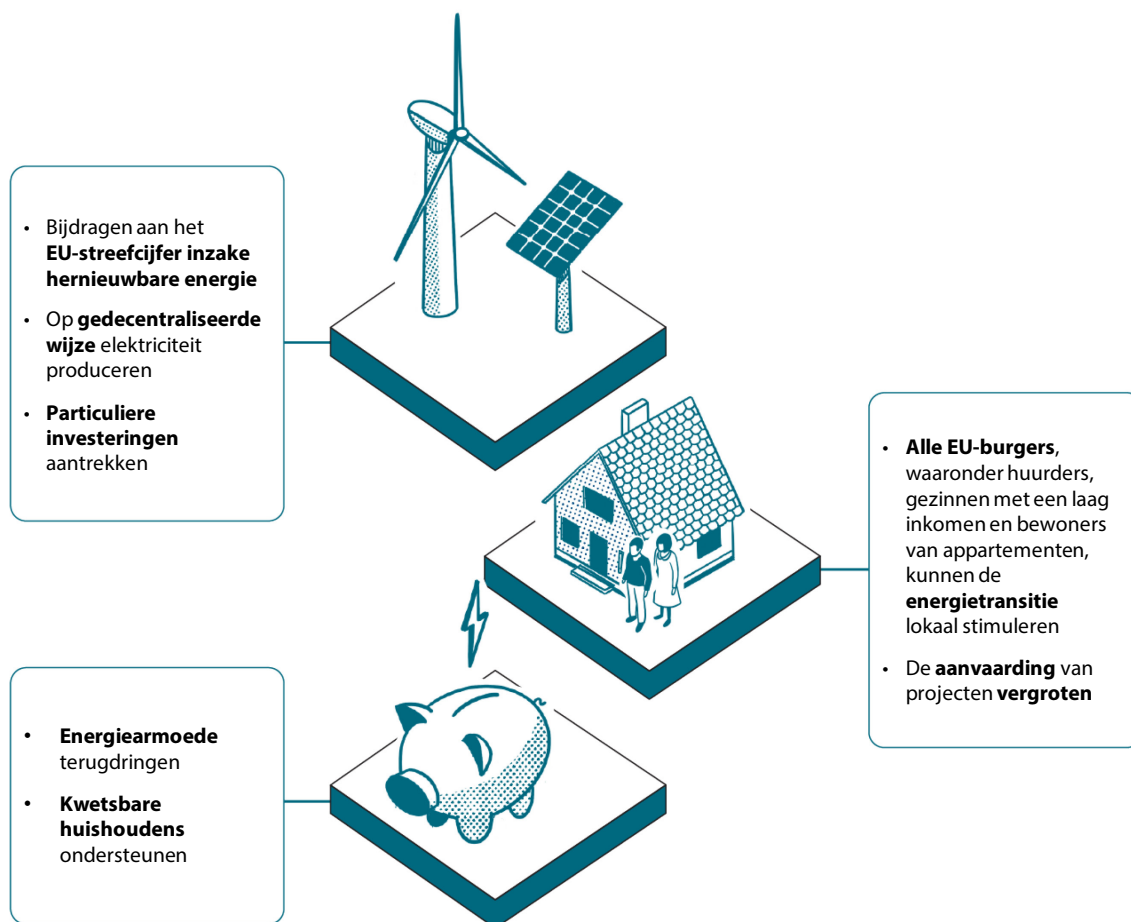 • Bijdragen aan het
EU-streefcijfer inzake
hernieuwbare energie
• Op gedecentraliseerde
wijze elektriciteit
produceren
• Particuliere
investeringen
aantrekken
• Alle EU-burgers,
waaronder huurders,
gezinnen met een laag
inkomen en bewoners
van appartementen,
kunnen de
energietransitie
lokaal stimuleren
• De aanvaarding van
projecten vergroten
• Energiearmoede
terugdringen
• Kwetsbare
huishoudens
ondersteunen